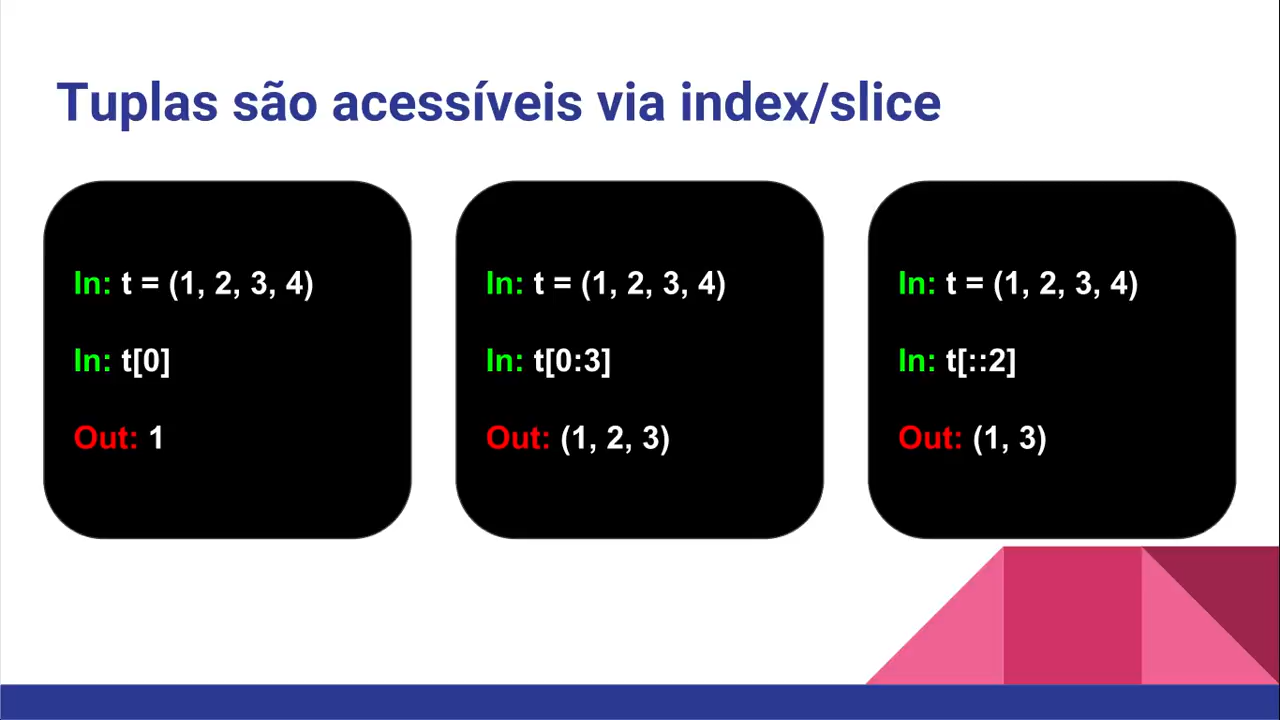 Tuplas são acessíveis via index/slice
In: t = (1, 2, 3, 4)
In: t[0]
Out: 1
In: t = (1, 2, 3, 4)
In: t[0:3]
Out: (1, 2, 3)
In: t = (1, 2, 3, 4)
In: t[::2]
Out: (1, 3)